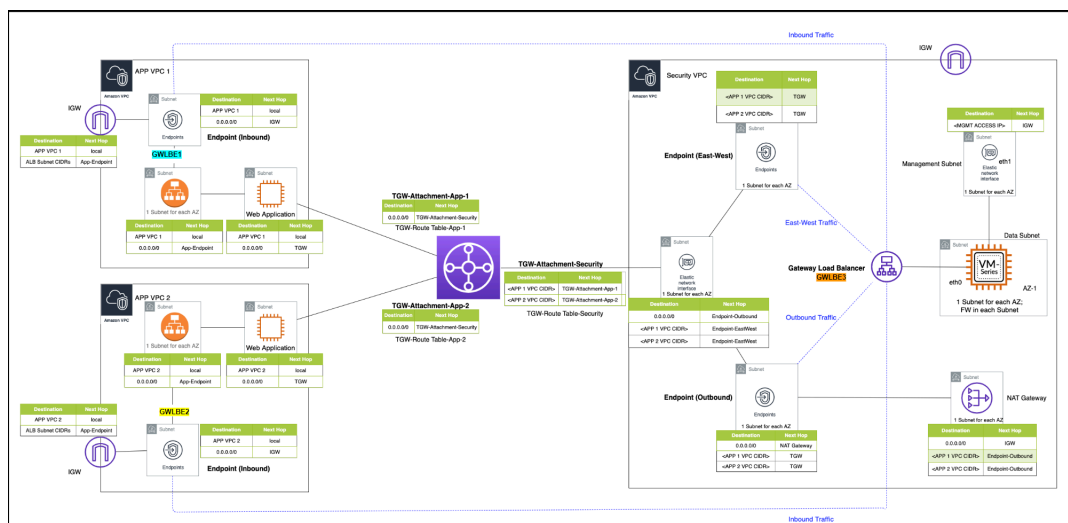 Inbound Traffic
IGW
APP VPC 1
Amazon VPC
IGW
Subnet
Endpoints
Destination Next Hop
APP VPC 1 local
0.0.0.0/0 IGW
Endpoint (Inbound)
Destination Next Hop
APP VPC 1 local
ALB Subnet CIDRs App-Endpoint
GWLBE1
Subnet
1 Subnet for each AZ
Subnet
Web Application
Destination Next Hop
APP VPC 1 local
0.0.0.0/0 App-Endpoint
Destination Next Hop
APP VPC 1 local
0.0.0.0/0 TGW
APP VPC 2
Amazon VPC
Subnet
1 Subnet for each AZ
Subnet
Web Application
Destination Next Hop
APP VPC 2 local
0.0.0.0/0 App-Endpoint
Destination Next Hop
APP VPC 2 local
0.0.0.0/0 TGW
GWLBE2
Destination Next Hop
APP VPC 2 local
ALB Subnet CIDRs App-Endpoint
IGW
Subnet
Endpoints
Destination Next Hop
APP VPC 2 local
0.0.0.0/0 IGW
Endpoint (Inbound)
TGW-Attachment-App-1
Destination Next Hop
0.0.0.0/0 TGW-Attachment-Security
TGW-Route Table-App-1
TGW-Attachment-App-2
Destination Next Hop
0.0.0.0/0 TGW-Attachment-Security
TGW-Route Table-App-2
TGW-Attachment-Security
Destination Next Hop
<APP 1 VPC CIDR> TGW-Attachment-App-1
<APP 2 VPC CIDR> TGW-Attachment-App-2
TGW-Route Table-Security
Security VPC
Amazon VPC
Destination Next Hop
<APP 1 VPC CIDR> TGW
<APP 2 VPC CIDR> TGW
Endpoint (East-West)
Subnet
Endpoints
1 Subnet for each AZ
East-West Traffic
Subnet
Elastic
network
interface
1 Subnet for each AZ
Destination Next Hop
0.0.0.0/0 Endpoint-Outbound
<APP 1 VPC CIDR> Endpoint-EastWest
<APP 2 VPC CIDR> Endpoint-EastWest
Gateway Load Balancer
GWLBE3
Outbound Traffic
Endpoint (Outbound)
Subnet
Endpoints
1 Subnet for each AZ
Destination Next Hop
0.0.0.0/0 NAT Gateway
<APP 1 VPC CIDR> TGW
<APP 2 VPC CIDR> TGW
Destination Next Hop
<MGMT ACCESS IP> IGW
Management Subnet
Subnet
eth1
Elastic
network
interface
1 Subnet for each AZ
Data Subnet
Subnet
VM-
Series
eth0
AZ-1
1 Subnet for each AZ;
FW in each Subnet
Subnet
1 Subnet for each AZ
NAT Gateway
Destination Next Hop
0.0.0.0/0 IGW
<APP 1 VPC CIDR> Endpoint-Outbound
<APP 2 VPC CIDR> Endpoint-Outbound
Inbound Traffic